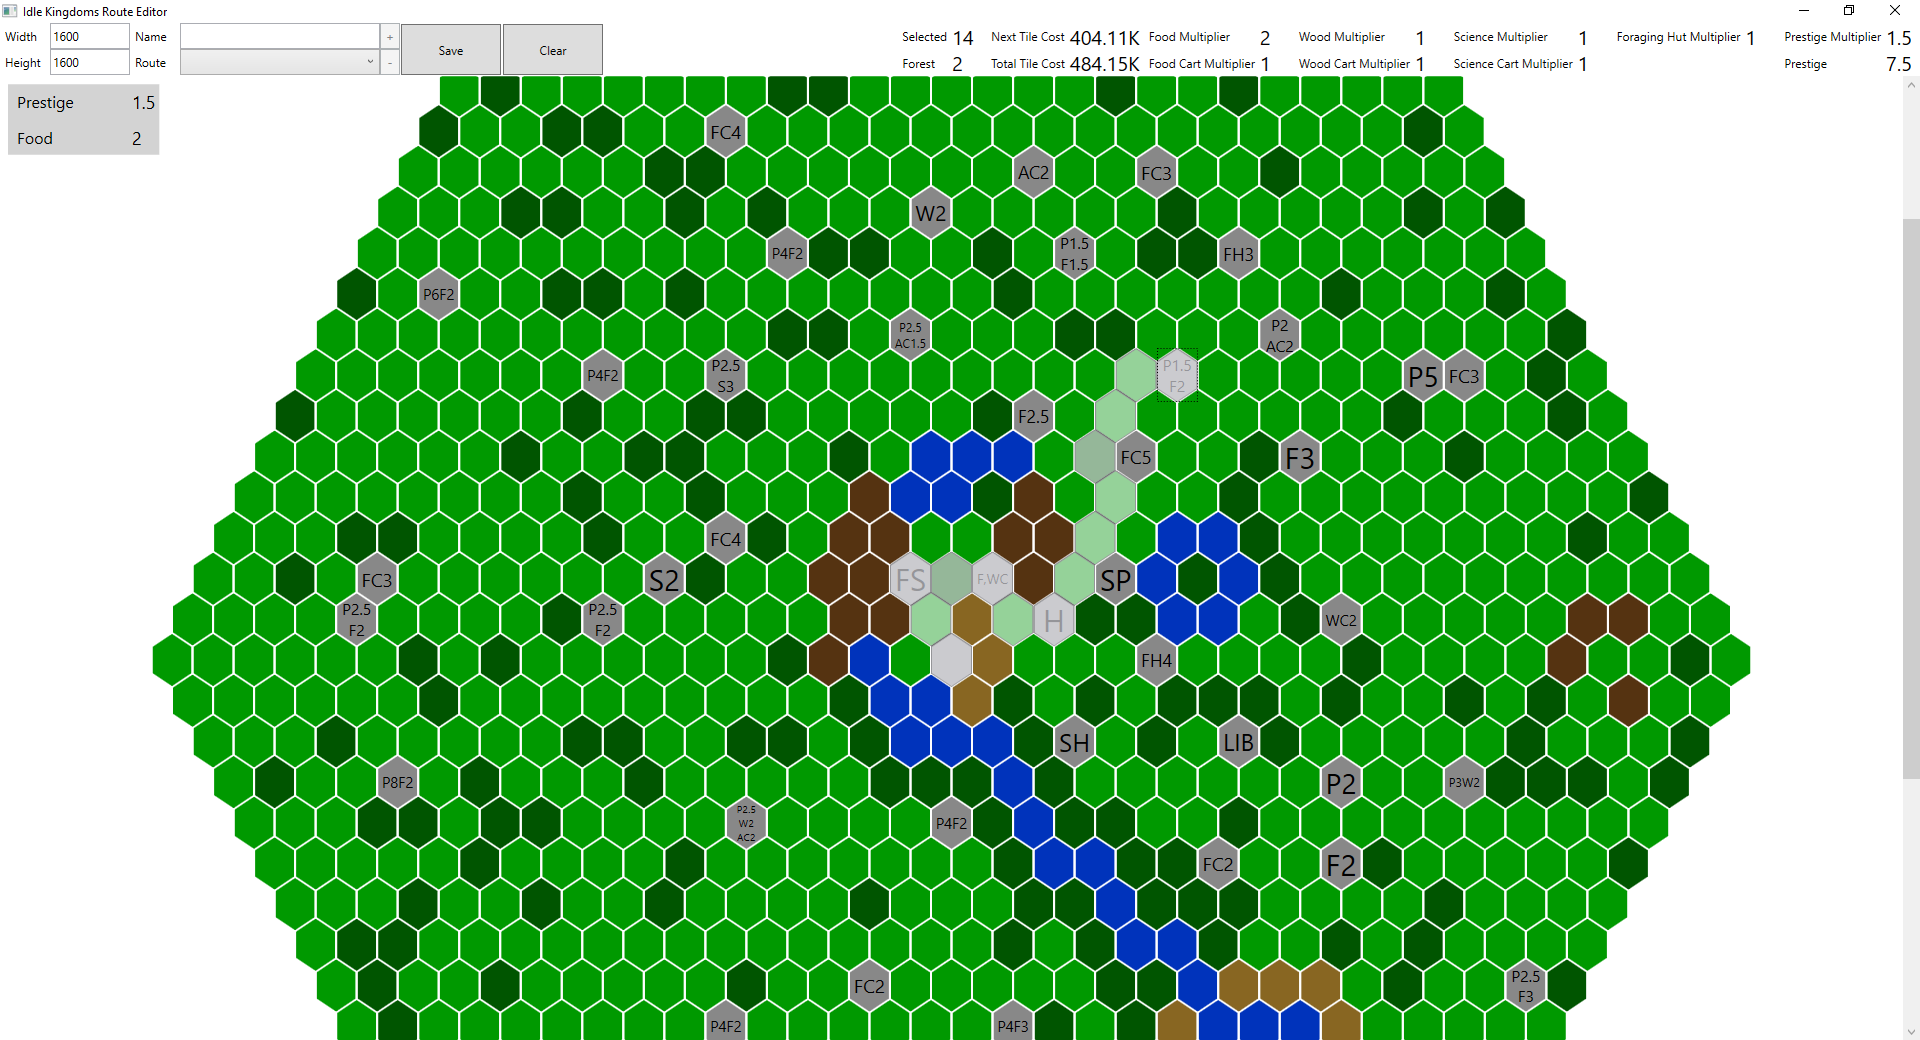 Idle Kingdoms Route Editor
Width 1600 Name + Save Clear Selected 14 Next Tile Cost 404.11K Food Multiplier 2 Wood Multiplier 1 Science Multiplier 1 Foraging Hut Multiplier 1 Prestige Multiplier 1.5
Height 1600 Route - Forest 2 Total Tile Cost 484.15K Food Cart Multiplier 1 Wood Cart Multiplier 1 Science Cart Multiplier 1 Prestige 7.5
Prestige 1.5
Food 2
FC4
AC2 FC3
W2
P4F2 P1.5 FH3
F1.5
P6F2
P2.5 P2
AC1.5 AC2
P4F2 P2.5 P1.5 P5 FC3
S3 F2
F2.5
FC5 F3
FC4
FC3 S2 FS F,WC SP
P2.5 P2.5 H WC2
F2 F2
FH4
SH LIB
P8F2 P2 P3W2
P2.5 P4F2
W2
AC2
FC2 F2
FC2 P2.5
F3
P4F2 P4F3